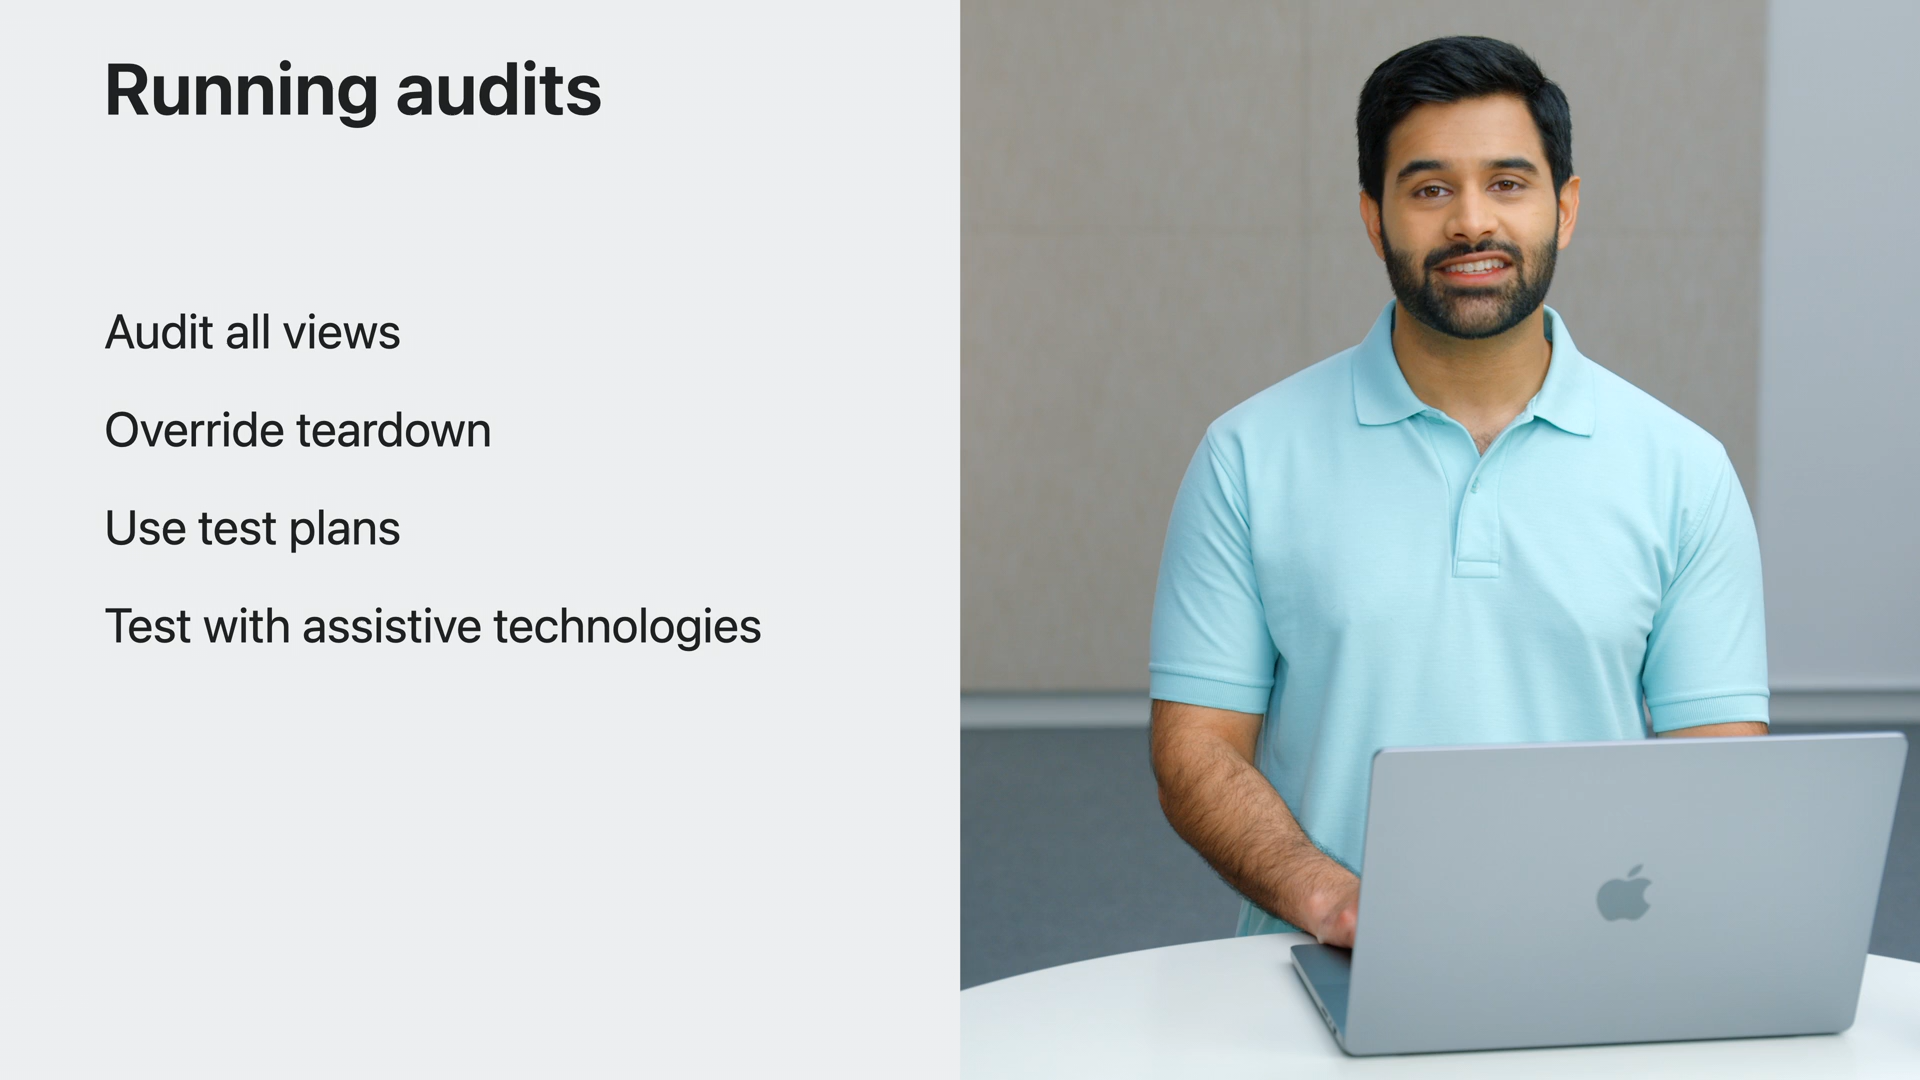 Running audits
Audit all views
Override teardown
Use test plans
Test with assistive technologies